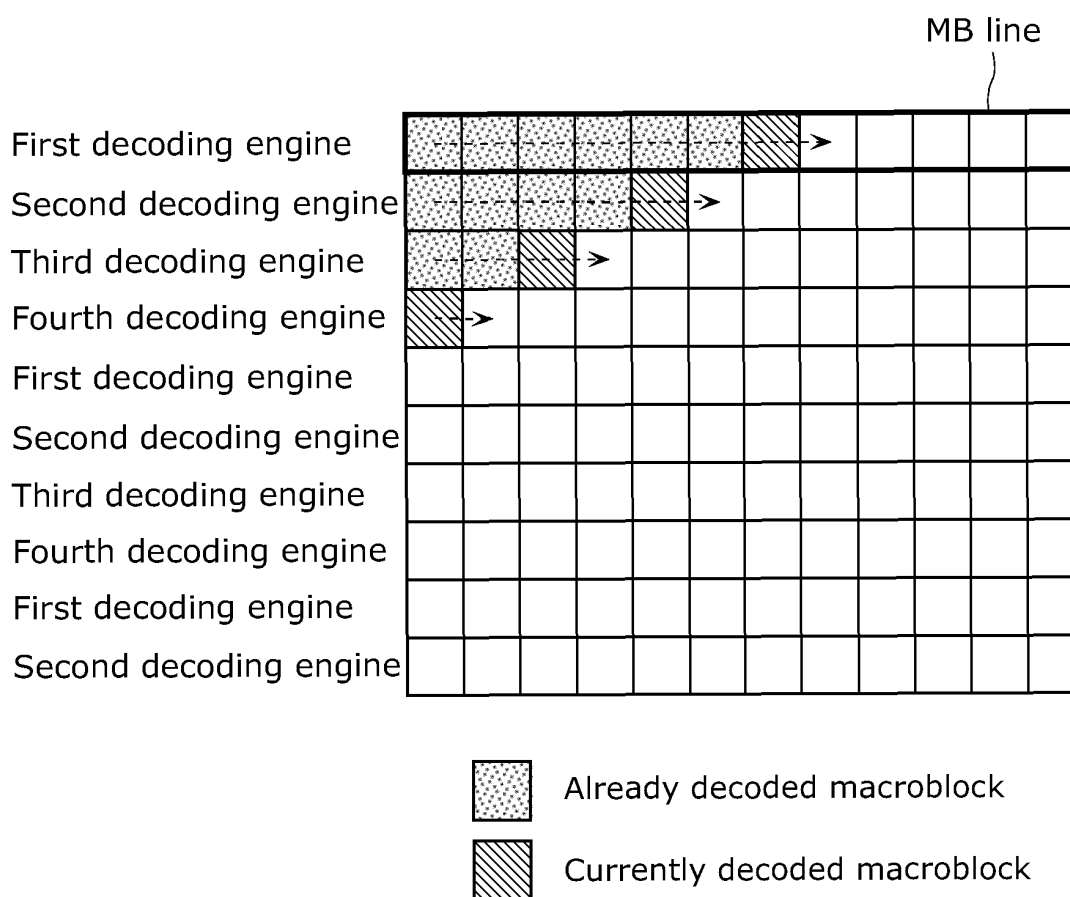 MB line
First decoding engine
Second decoding engine
Third decoding engine
Fourth decoding engine
First decoding engine
Second decoding engine
Third decoding engine
Fourth decoding engine
First decoding engine
Second decoding engine
Already decoded macroblock
Currently decoded macroblock